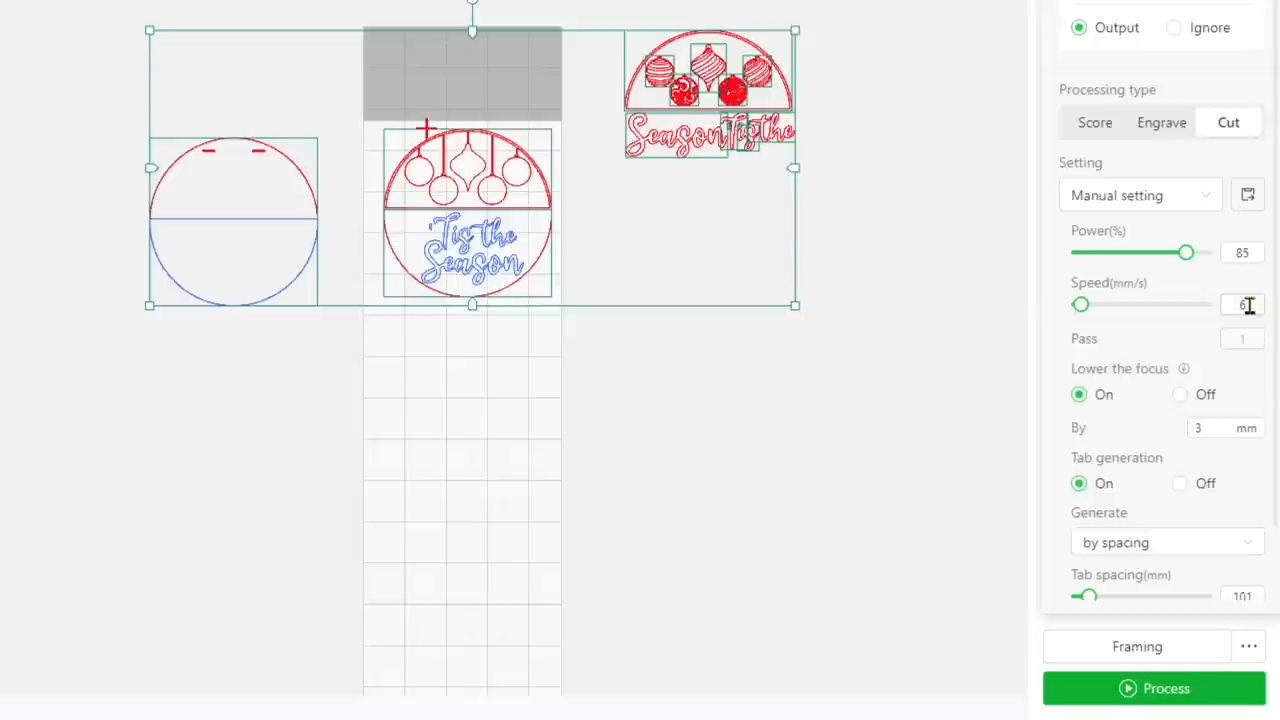 Output Ignore
Processing type
Score Engrave Cut
Setting
Manual setting
Power(%)
85
Speed(mm/s)
6
Pass
1
Lower the focus
On Off
By 3 mm
Tab generation
On Off
Generate
by spacing
Tab spacing(mm)
101
Framing
Process
Season
Tis the
'Tis the
Season